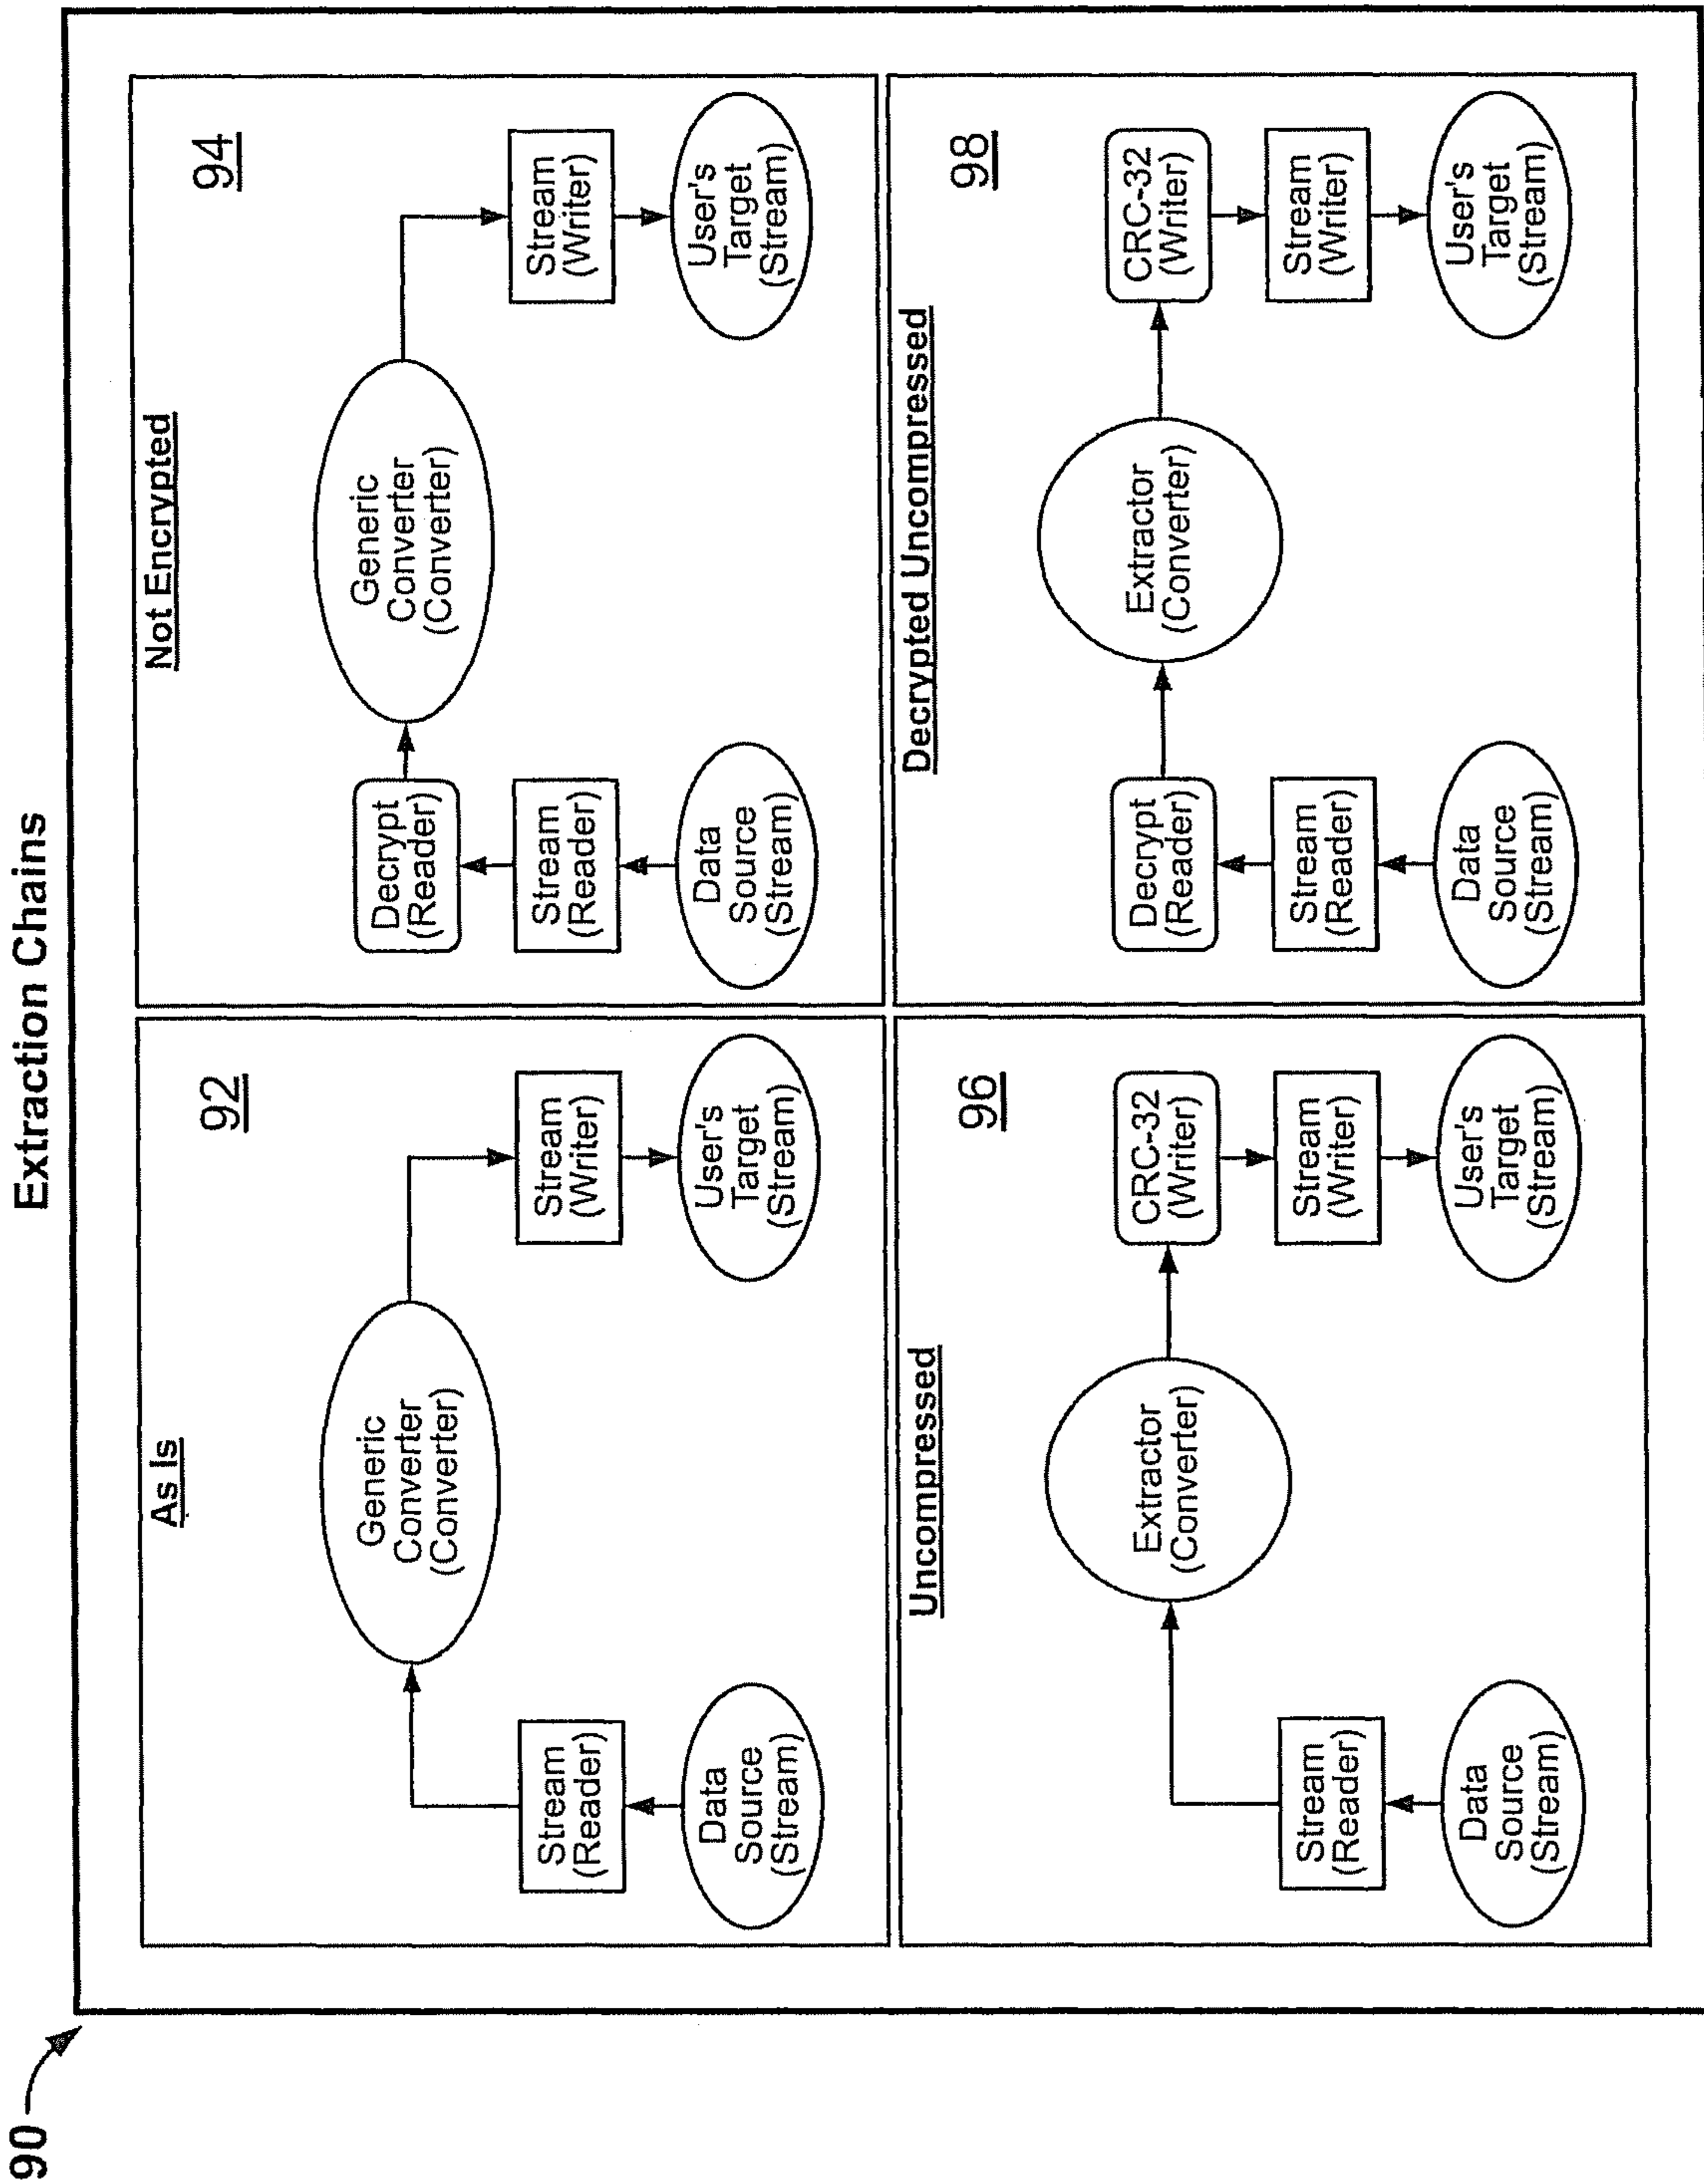 Extraction Chains
90
As Is
92
Generic
Converter
(Converter)
Stream
(Reader)
Stream
(Writer)
Data
Source
(Stream)
User's
Target
(Stream)
Not Encrypted
94
Decrypt
(Reader)
Generic
Converter
(Converter)
Stream
(Reader)
Stream
(Writer)
Data
Source
(Stream)
User's
Target
(Stream)
Uncompressed
96
Extractor
(Converter)
CRC-32
(Writer)
Stream
(Reader)
Stream
(Writer)
Data
Source
(Stream)
User's
Target
(Stream)
Decrypted Uncompressed
98
Decrypt
(Reader)
Extractor
(Converter)
CRC-32
(Writer)
Stream
(Reader)
Stream
(Writer)
Data
Source
(Stream)
User's
Target
(Stream)